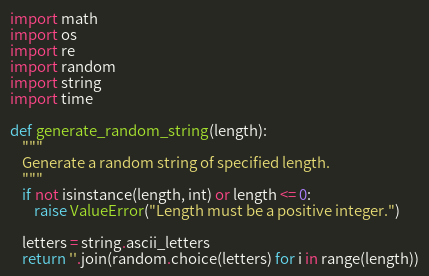 import math
import os
import re
import random
import string
import time

def generate_random_string(length):
    """
    Generate a random string of specified length.
    """
    if not isinstance(length, int) or length <= 0:
        raise ValueError("Length must be a positive integer.")

    letters = string.ascii_letters
    return ''.join(random.choice(letters) for i in range(length))